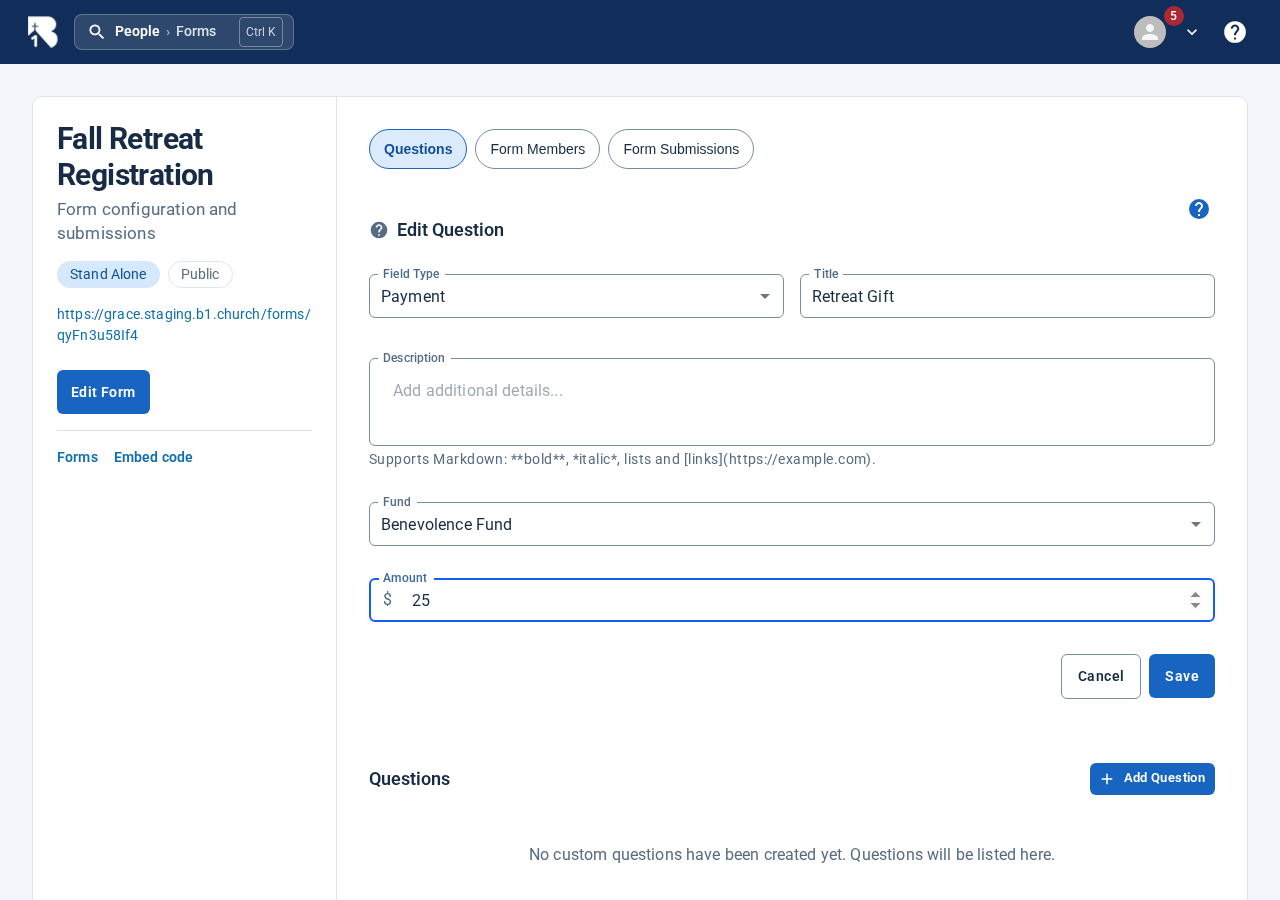 People › Forms
Ctrl K
5
Fall Retreat
Registration
Form configuration and
submissions
Stand Alone
Public
https://grace.staging.b1.church/forms/
qyFn3u58If4
Edit Form
Forms
Embed code
Questions
Form Members
Form Submissions
Edit Question
Field Type
Payment
Title
Retreat Gift
Description
Add additional details...
Supports Markdown: **bold**, *italic*, lists and [links](https://example.com).
Fund
Benevolence Fund
Amount
$ 25
Cancel
Save
Questions
Add Question
No custom questions have been created yet. Questions will be listed here.